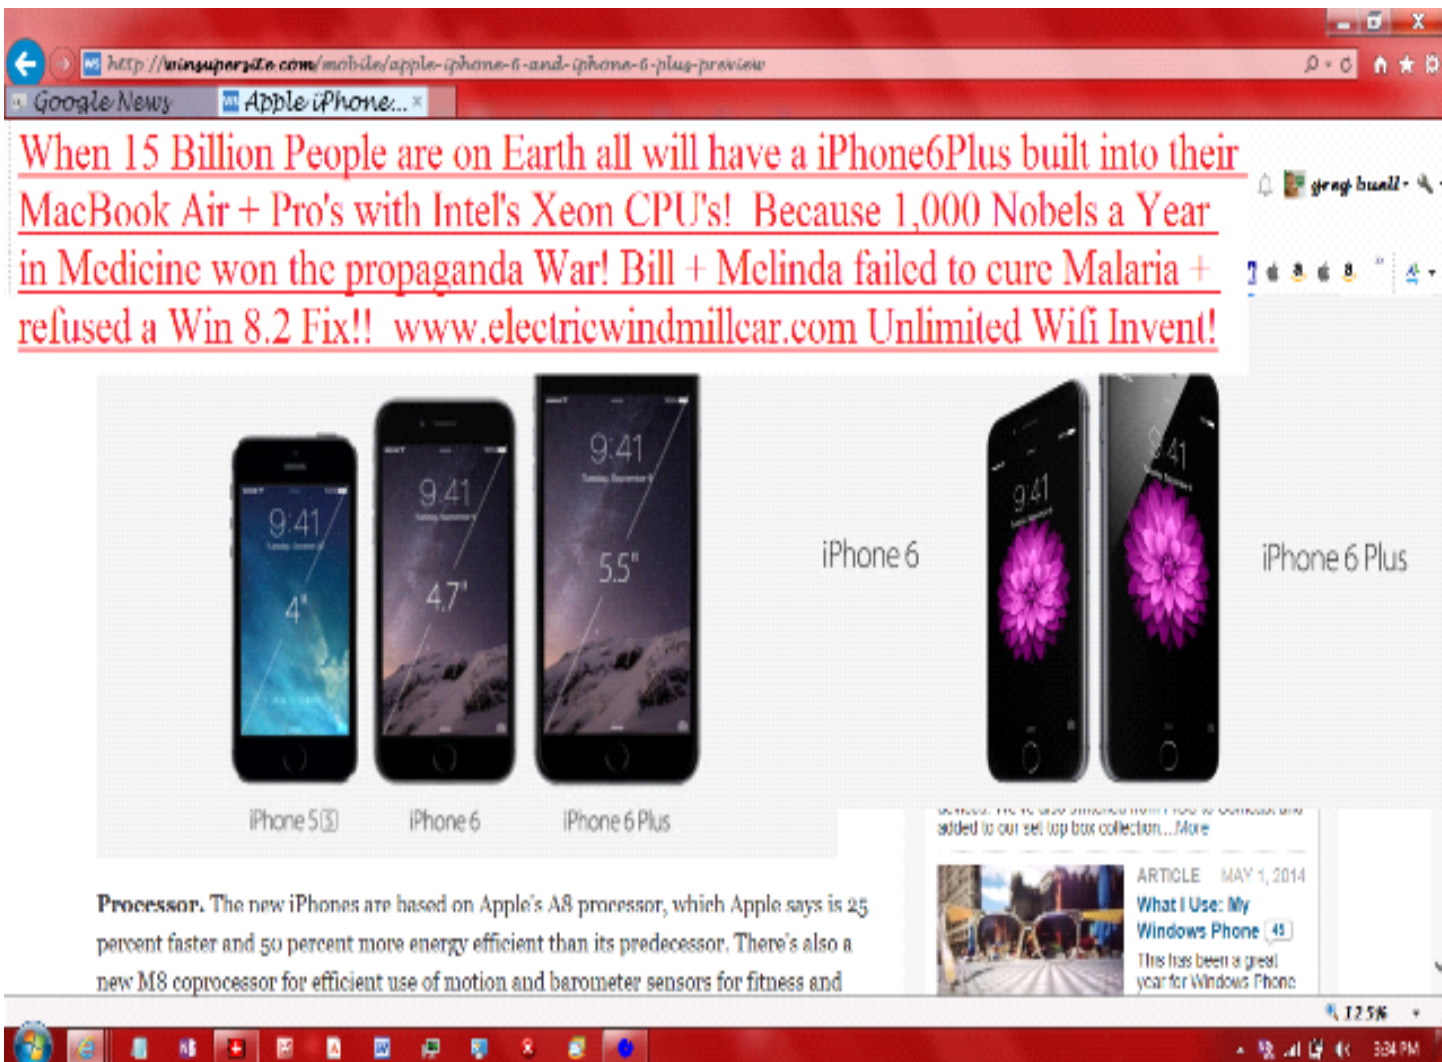 http://winsupersite.com/mobile/apple-iphone-6-and-iphone-6-plus-preview
Google News
Apple iPhone...
When 15 Billion People are on Earth all will have a iPhone6Plus built into their
MacBook Air + Pro's with Intel's Xeon CPU's! Because 1,000 Nobels a Year
in Medicine won the propaganda War! Bill + Melinda failed to cure Malaria +
refused a Win 8.2 Fix!! www.electricwindmillcar.com Unlimited Wifi Invent!
greg buell
9:41
4"
9:41
4.7"
9:41
5.5"
9:41
9:41
iPhone 6
iPhone 6 Plus
iPhone 5S
iPhone 6
iPhone 6 Plus
added to our set top box collection....More
ARTICLE MAY 1, 2014
What I Use: My
Windows Phone 45
This has been a great
year for Windows Phone
Processor. The new iPhones are based on Apple's A8 processor, which Apple says is 25
percent faster and 50 percent more energy efficient than its predecessor. There's also a
new M8 coprocessor for efficient use of motion and barometer sensors for fitness and
125%
3:34 PM